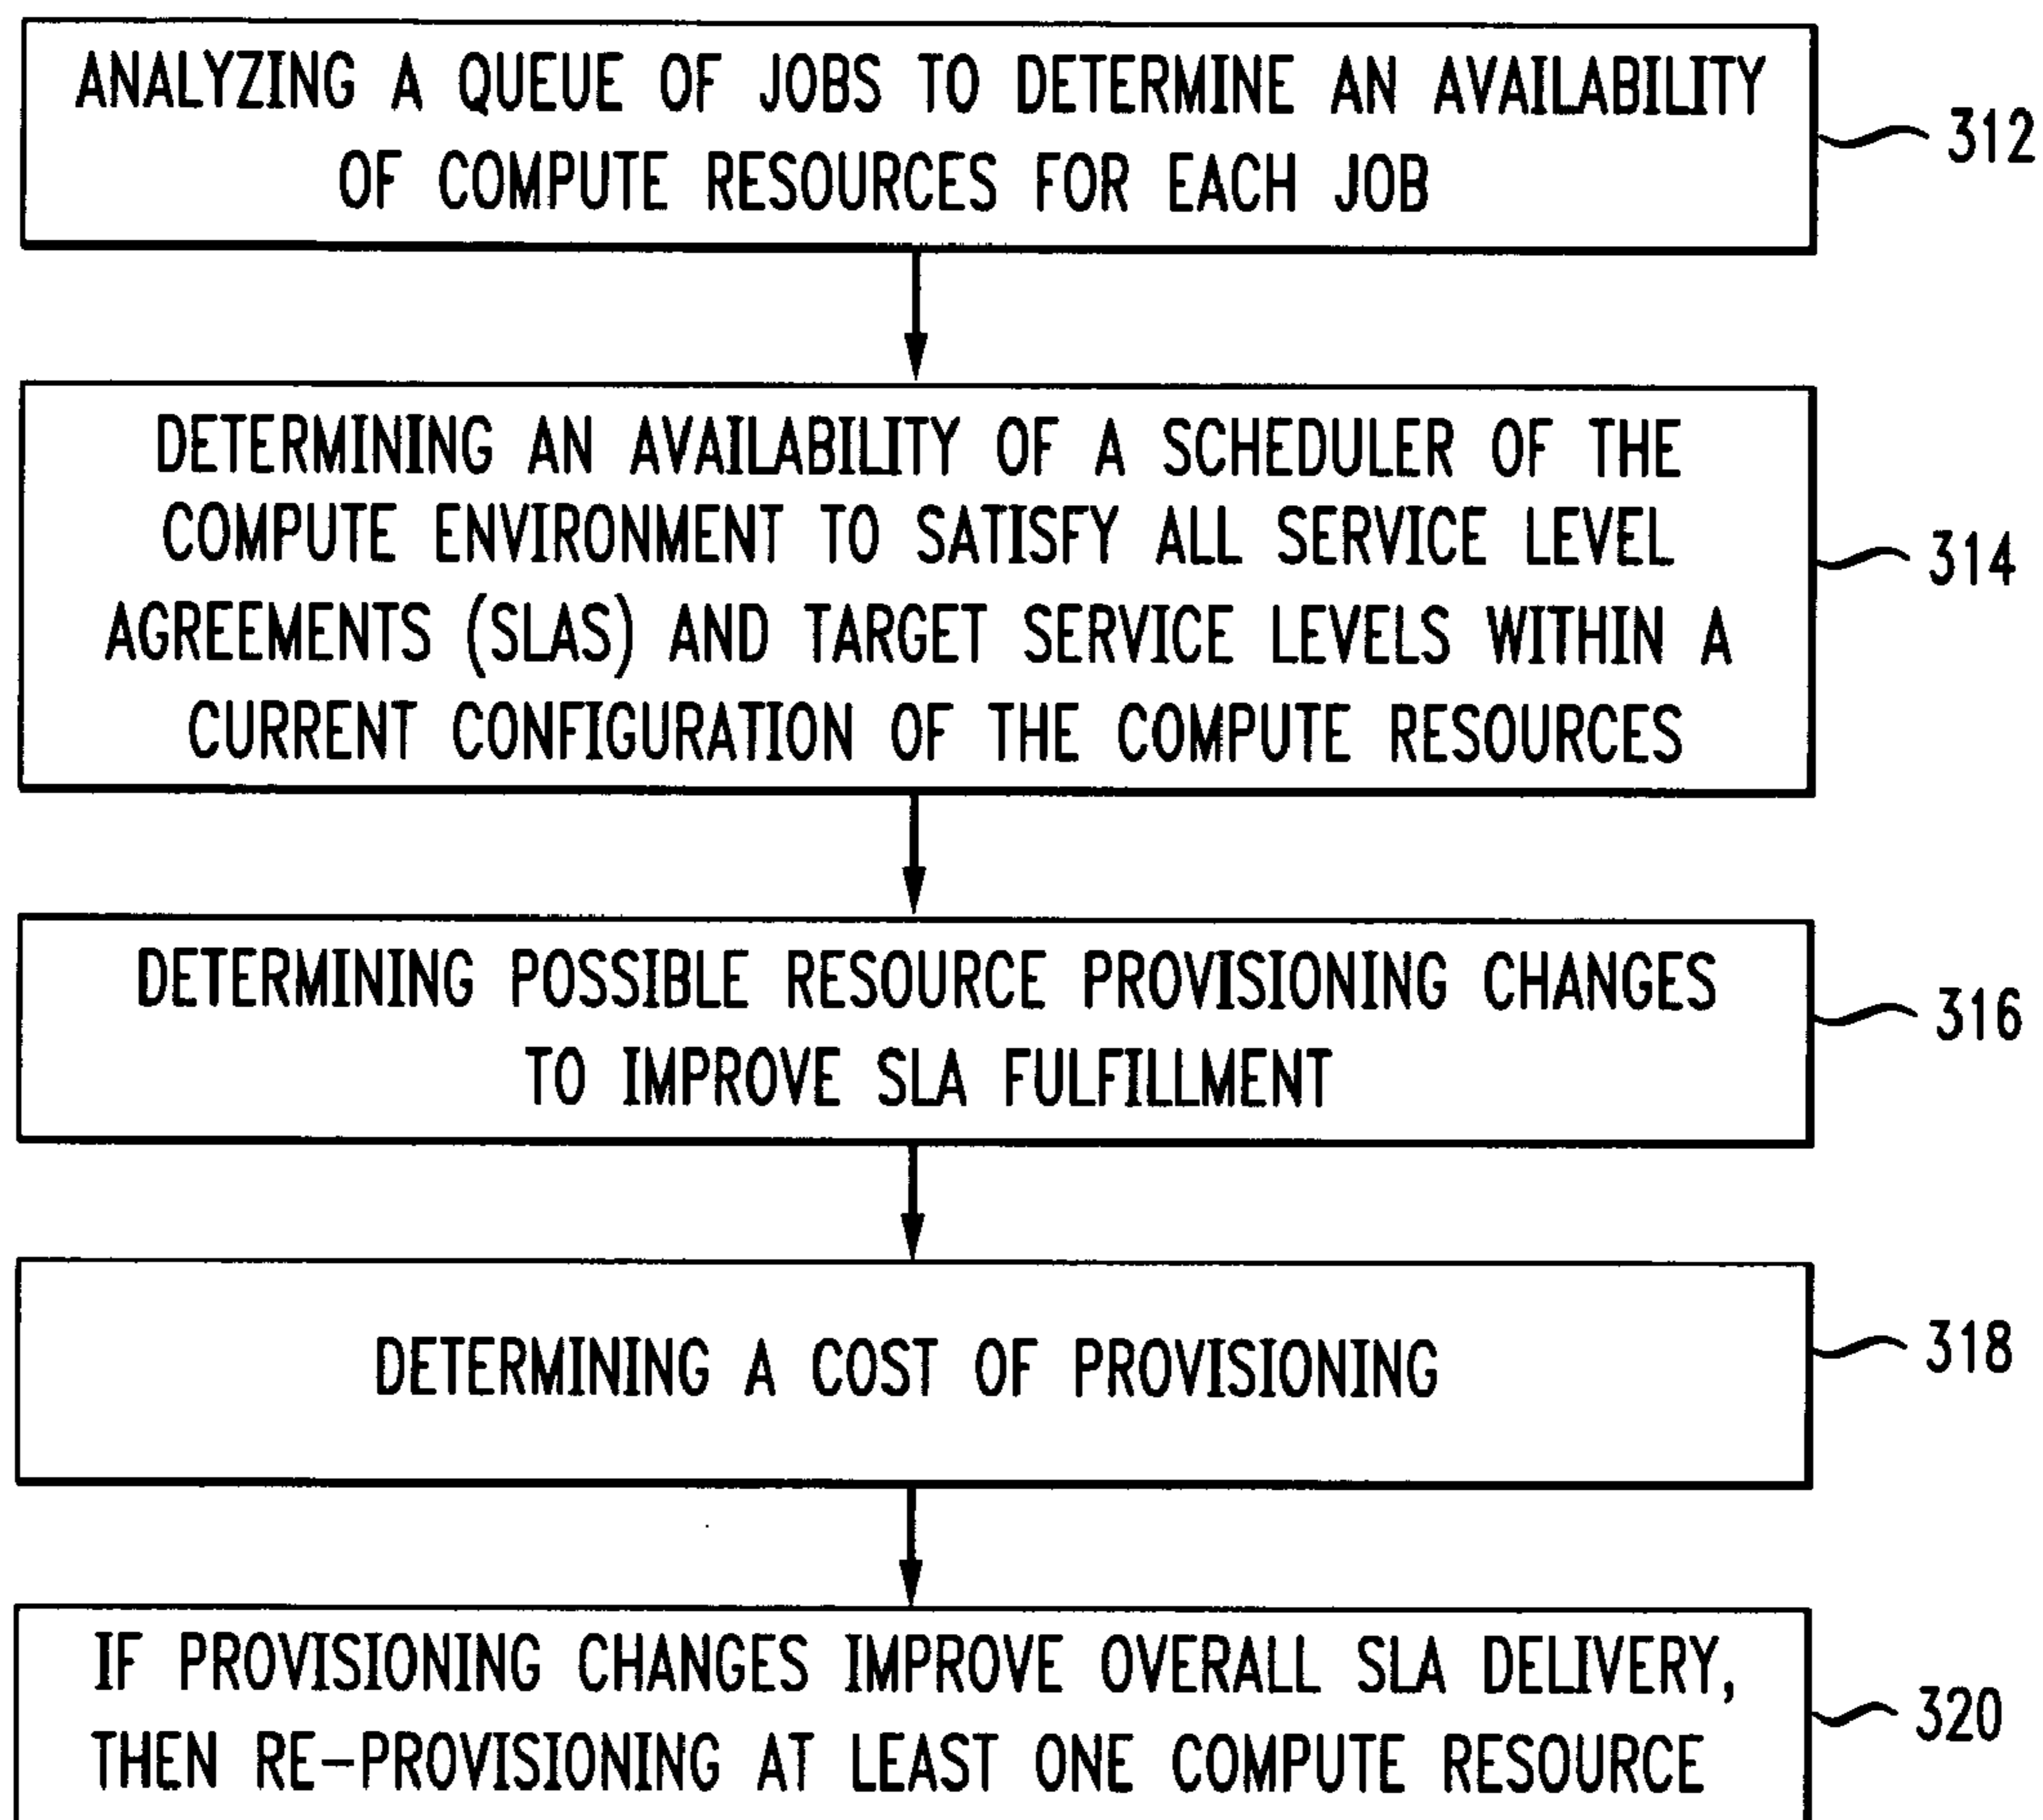 ANALYZING A QUEUE OF JOBS TO DETERMINE AN AVAILABILITY
OF COMPUTE RESOURCES FOR EACH JOB
312
DETERMINING AN AVAILABILITY OF A SCHEDULER OF THE
COMPUTE ENVIRONMENT TO SATISFY ALL SERVICE LEVEL
AGREEMENTS (SLAS) AND TARGET SERVICE LEVELS WITHIN A
CURRENT CONFIGURATION OF THE COMPUTE RESOURCES
314
DETERMINING POSSIBLE RESOURCE PROVISIONING CHANGES
TO IMPROVE SLA FULFILLMENT
316
DETERMINING A COST OF PROVISIONING
318
IF PROVISIONING CHANGES IMPROVE OVERALL SLA DELIVERY,
THEN RE-PROVISIONING AT LEAST ONE COMPUTE RESOURCE
320